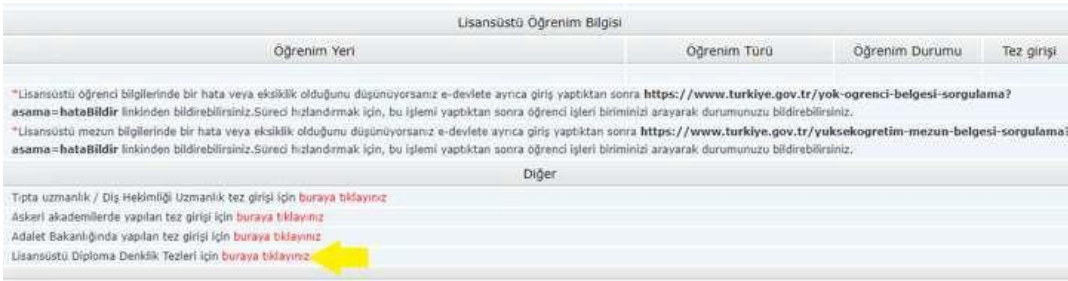 Lisansüstü Öğrenim Bilgisi
Öğrenim Yeri Öğrenim Türü Öğrenim Durumu Tez girişi
*Lisansüstü öğrenci bilgilerinde bir hata veya eksiklik olduğunu düşünüyorsanız e-devlete ayrıca giriş yaptıktan sonra https://www.turkiye.gov.tr/yok-ogrenci-belgesi-sorgulama?
asama=hataBildir linkinden bildirebilirsiniz.Süreci hızlandırmak için, bu işlemi yaptıktan sonra öğrenci işleri biriminizi arayarak durumunuzu bildirebilirsiniz.
*Lisansüstü mezun bilgilerinde bir hata veya eksiklik olduğunu düşünüyorsanız e-devlete ayrıca giriş yaptıktan sonra https://www.turkiye.gov.tr/yuksekogretim-mezun-belgesi-sorgulama?
asama=hataBildir linkinden bildirebilirsiniz.Süreci hızlandırmak için, bu işlemi yaptıktan sonra öğrenci işleri biriminizi arayarak durumunuzu bildirebilirsiniz.
Diğer
Tıpta uzmanlık / Diş Hekimliği Uzmanlık tez girişi için buraya tıklayınız
Askeri akademilerde yapılan tez girişi için buraya tıklayınız
Adalet Bakanlığında yapılan tez girişi için buraya tıklayınız
Lisansüstü Diploma Denklik Tezleri için buraya tıklayınız.